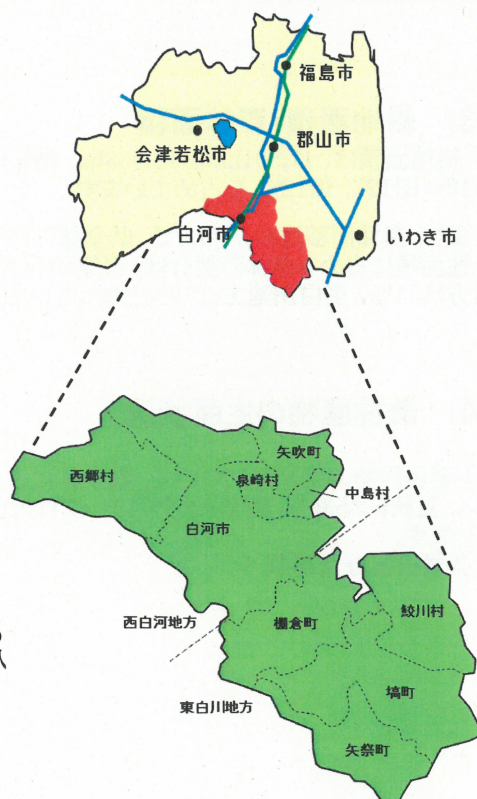 福島市
郡山市
会津若松市
白河市
いわき市
矢吹町
西郷村
泉崎村
中島村
白河市
西白河地方
棚倉町
鮫川村
東白川地方
塙町
矢祭町